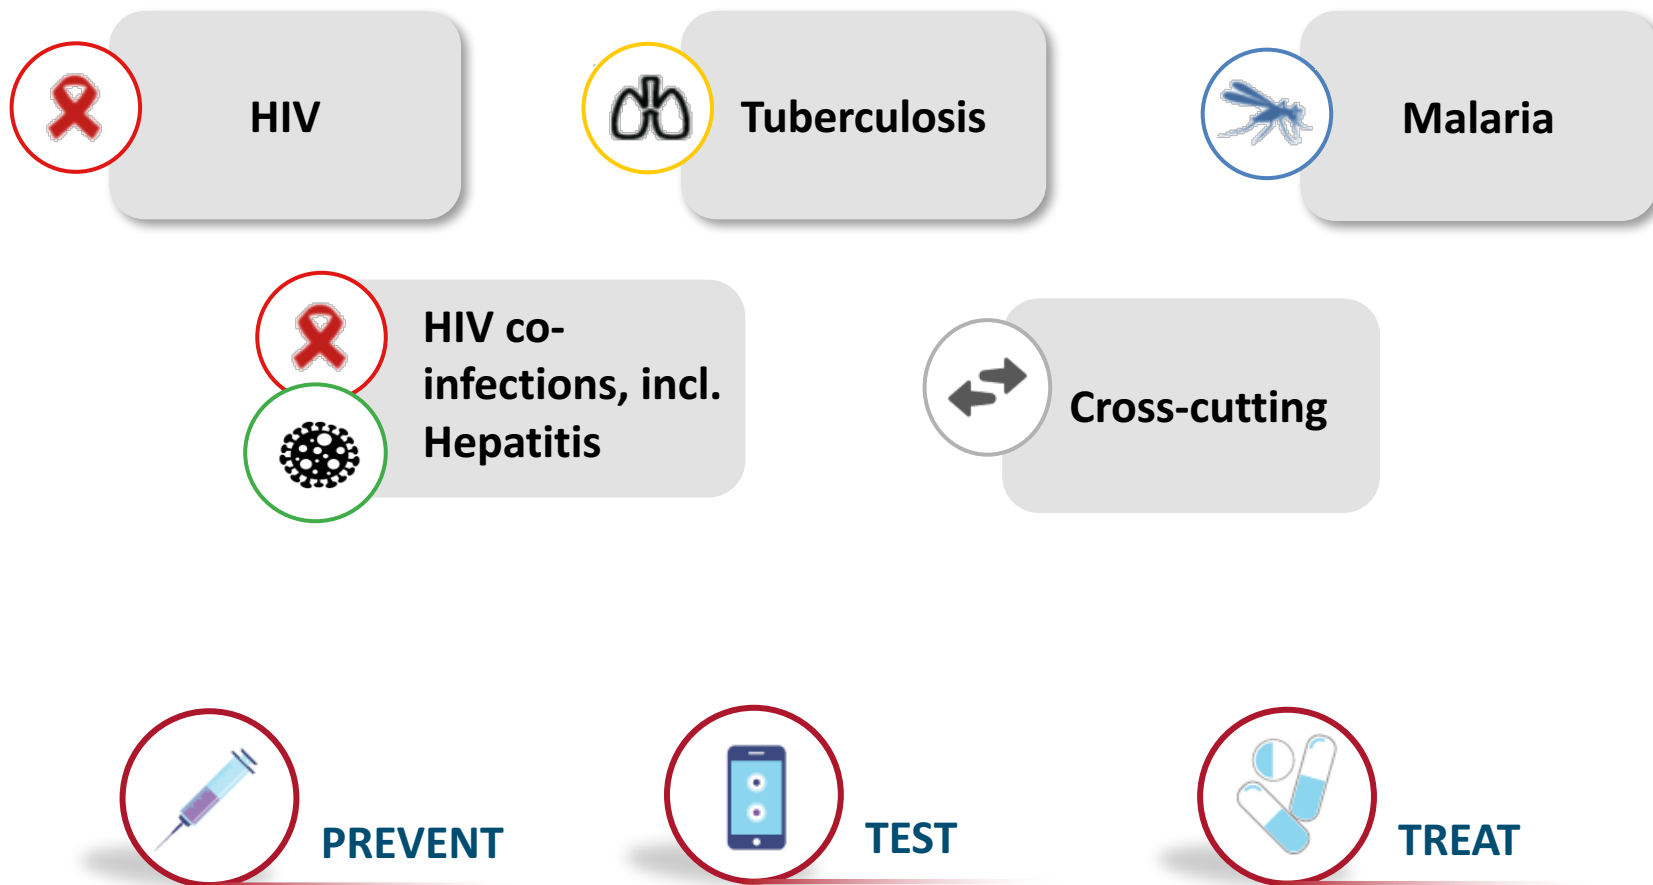 HIV
Tuberculosis
Malaria
HIV co-
infections, incl.
Hepatitis
Cross-cutting
PREVENT
TEST
TREAT